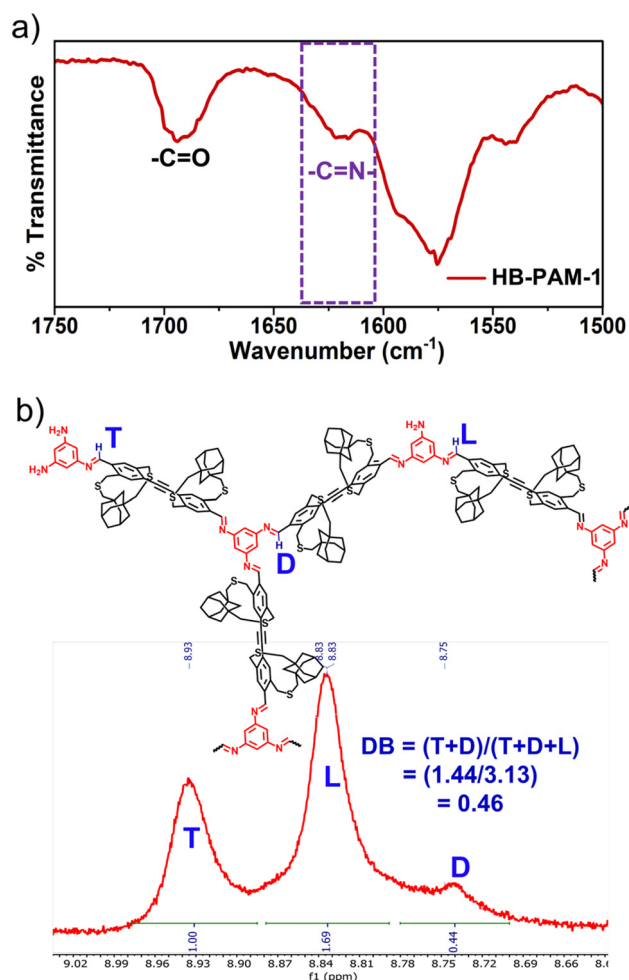 a)
% Transmittance
-C=O
-C=N-
HB-PAM-1
1750 1700 1650 1600 1550 1500
Wavenumber (cm-1)
b)
H2N
NH2
T
H
H2N
N
S
S
S
S
N
N
N
H
D
S
S
S
S
N
NH2
N
L
H
S
S
S
S
N
N
N
N
S
S
S
S
N
N
N
8.93
8.83
8.83
8.75
DB = (T+D)/(T+D+L)
= (1.44/3.13)
= 0.46
T
L
D
1.00
1.69
0.44
9.02 8.99 8.96 8.93 8.90 8.87 8.84 8.81 8.78 8.75 8.72 8.69 8.66
f1 (ppm)